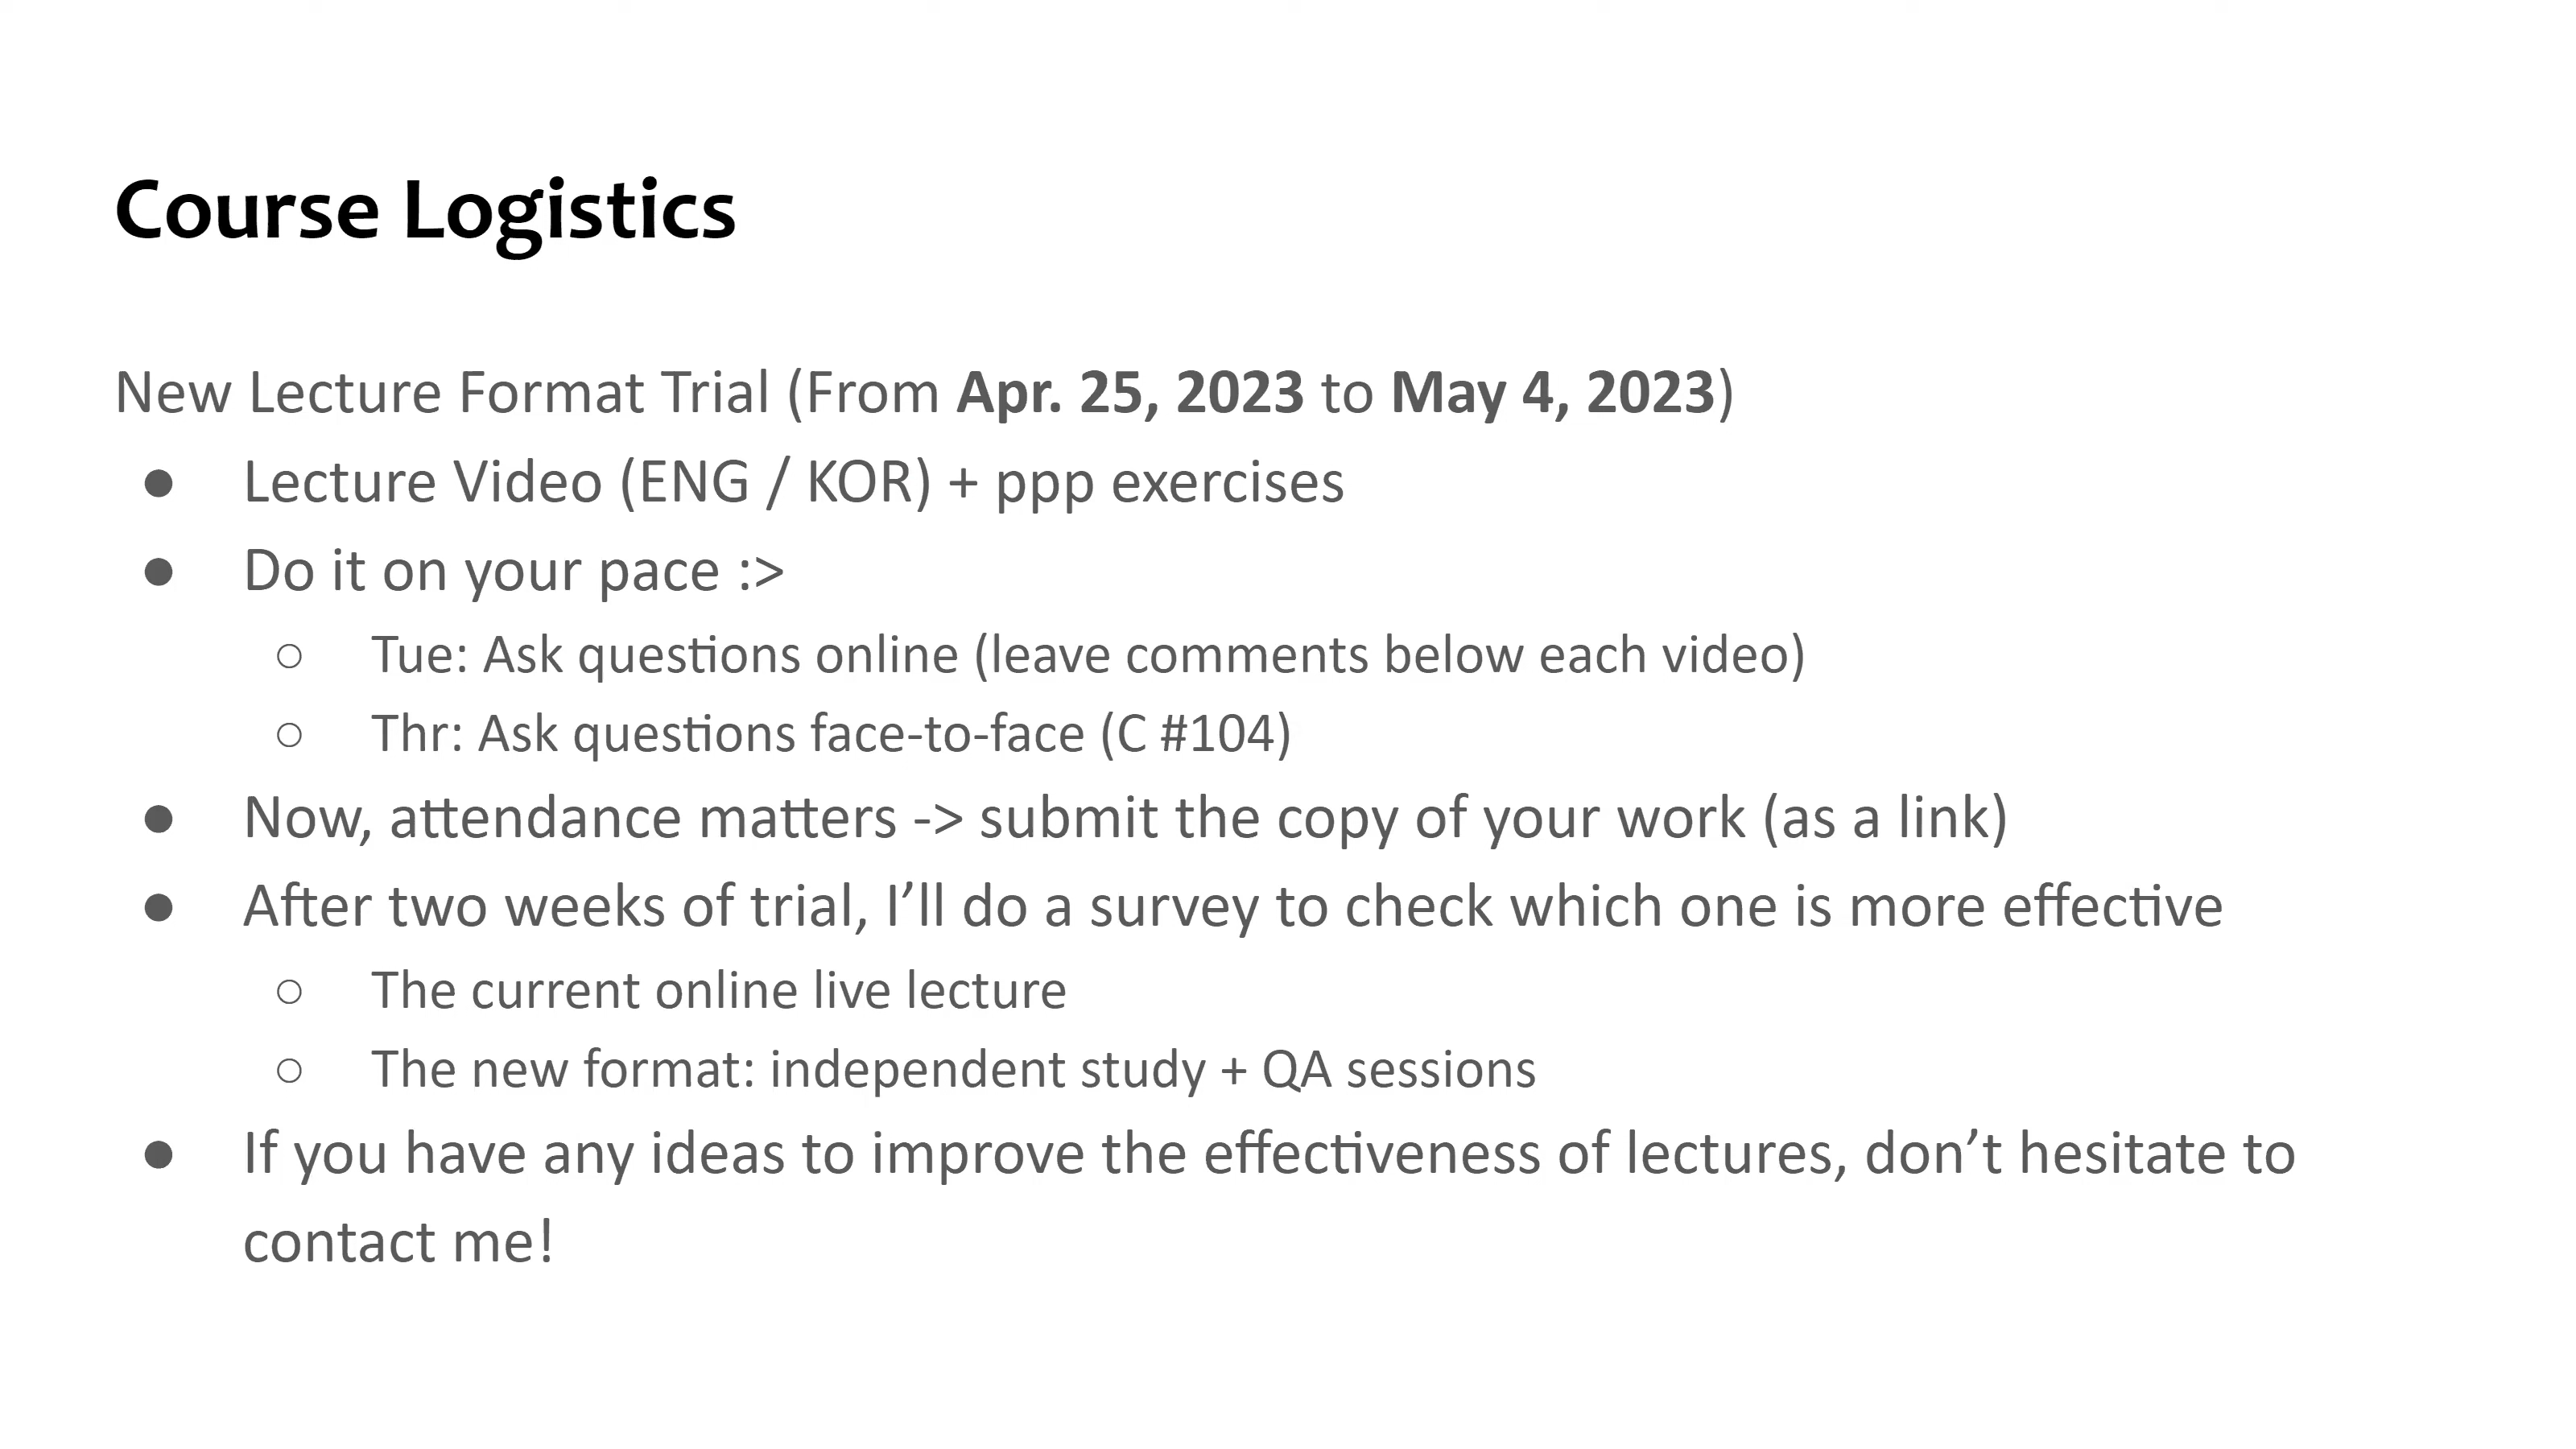 Course Logistics
New Lecture Format Trial (From Apr. 25, 2023 to May 4, 2023)
● Lecture Video (ENG / KOR) + ppp exercises
● Do it on your pace :>
○ Tue: Ask questions online (leave comments below each video)
○ Thr: Ask questions face-to-face (C #104)
● Now, attendance matters -> submit the copy of your work (as a link)
● After two weeks of trial, I’ll do a survey to check which one is more effective
○ The current online live lecture
○ The new format: independent study + QA sessions
● If you have any ideas to improve the effectiveness of lectures, don’t hesitate to
contact me!